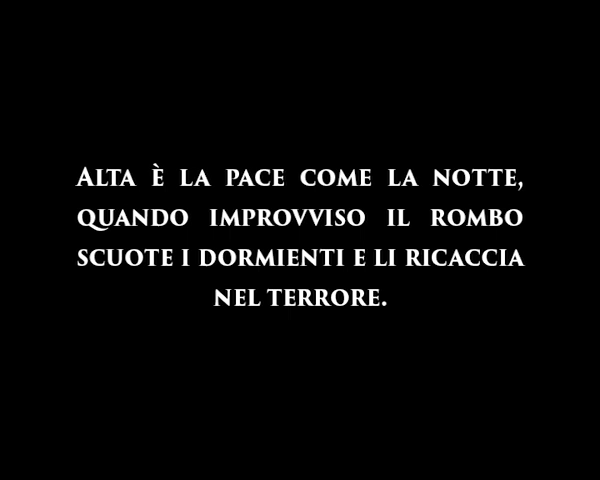 Alta è la pace come la notte,
quando improvviso il rombo
scuote i dormienti e li ricaccia
nel terrore.